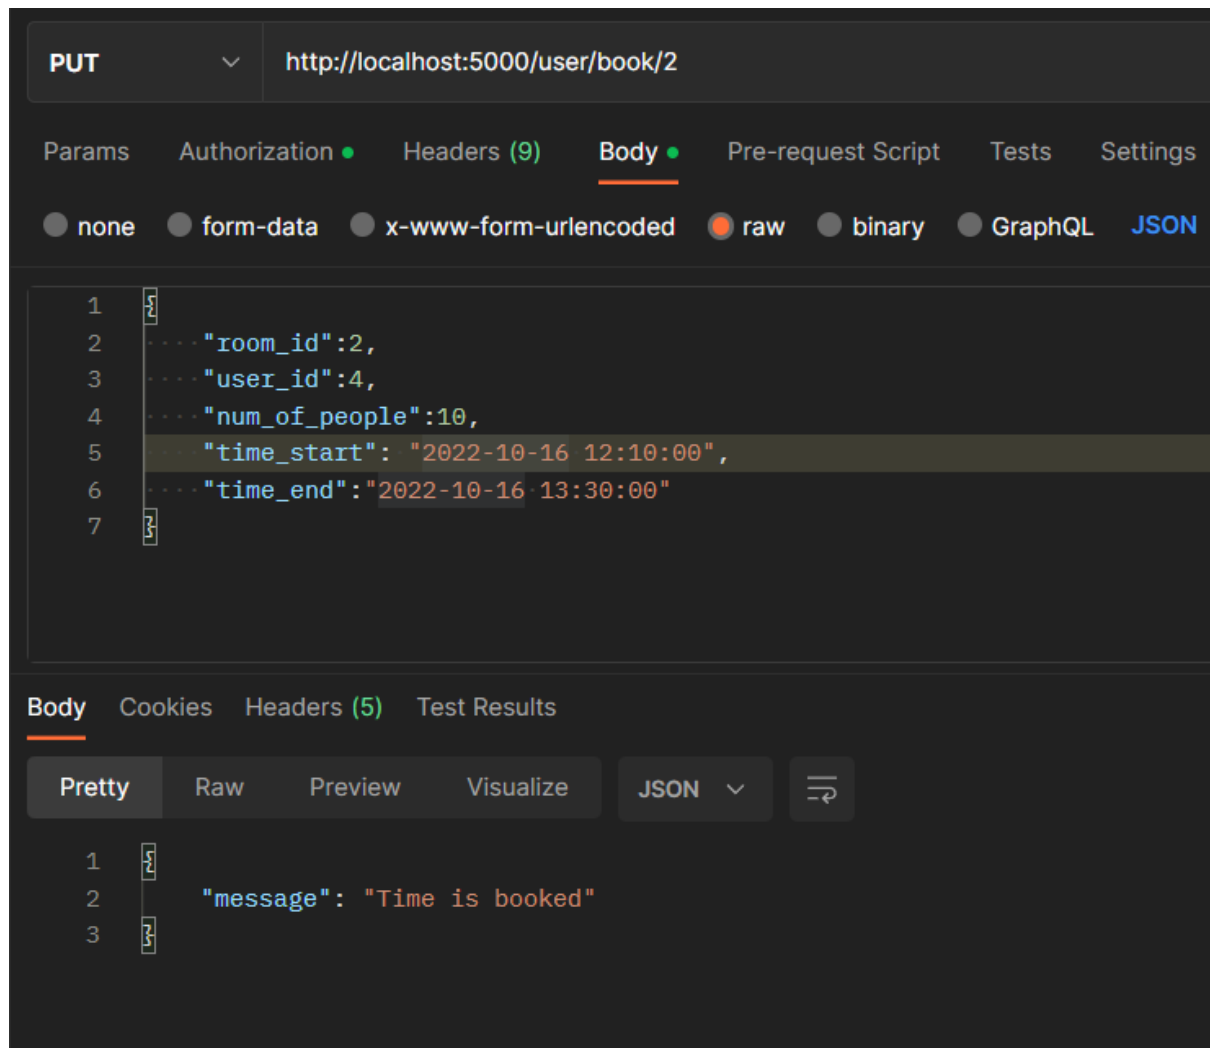 PUT http://localhost:5000/user/book/2
Params Authorization Headers (9) Body Pre-request Script Tests Settings
none form-data x-www-form-urlencoded raw binary GraphQL JSON
1 {
2 "room_id":2,
3 "user_id":4,
4 "num_of_people":10,
5 "time_start": "2022-10-16 12:10:00",
6 "time_end":"2022-10-16 13:30:00"
7 }
Body Cookies Headers (5) Test Results
Pretty Raw Preview Visualize JSON
1 {
2 "message": "Time is booked"
3 }